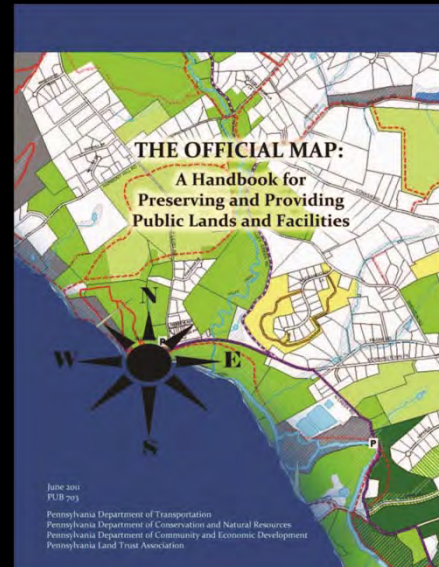 THE OFFICIAL MAP:
A Handbook for
Preserving and Providing
Public Lands and Facilities
N
W
E
S
P
P
June 2011
PUB 703
Pennsylvania Department of Transportation
Pennsylvania Department of Conservation and Natural Resources
Pennsylvania Department of Community and Economic Development
Pennsylvania Land Trust Association